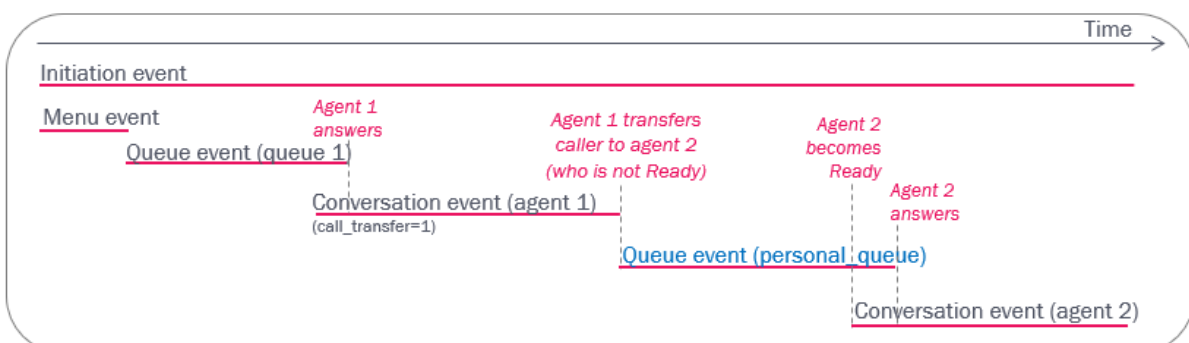 Time
Initiation event
Menu event
Agent 1
answers
Queue event (queue 1)
Agent 1 transfers
caller to agent 2
(who is not Ready)
Agent 2
becomes
Ready
Agent 2
answers
Conversation event (agent 1)
(call_transfer=1)
Queue event (personal_queue)
Conversation event (agent 2)